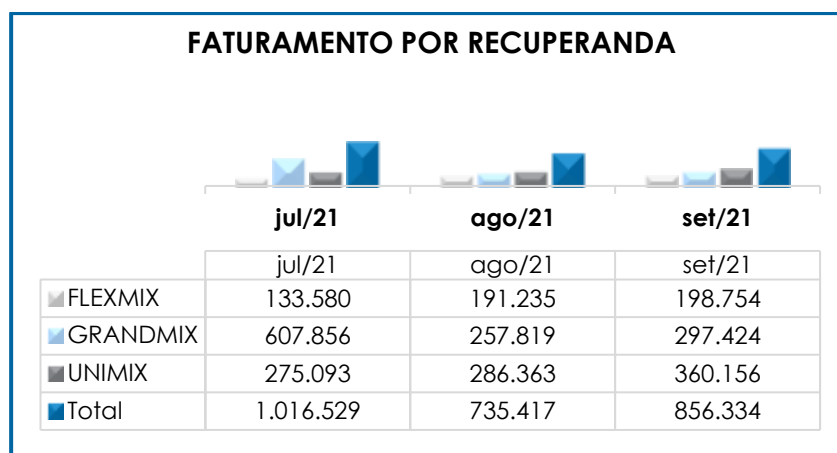 FATURAMENTO POR RECUPERANDA
jul/21 ago/21 set/21
jul/21 ago/21 set/21
FLEXMIX 133.580 191.235 198.754
GRANDMIX 607.856 257.819 297.424
UNIMIX 275.093 286.363 360.156
Total 1.016.529 735.417 856.334